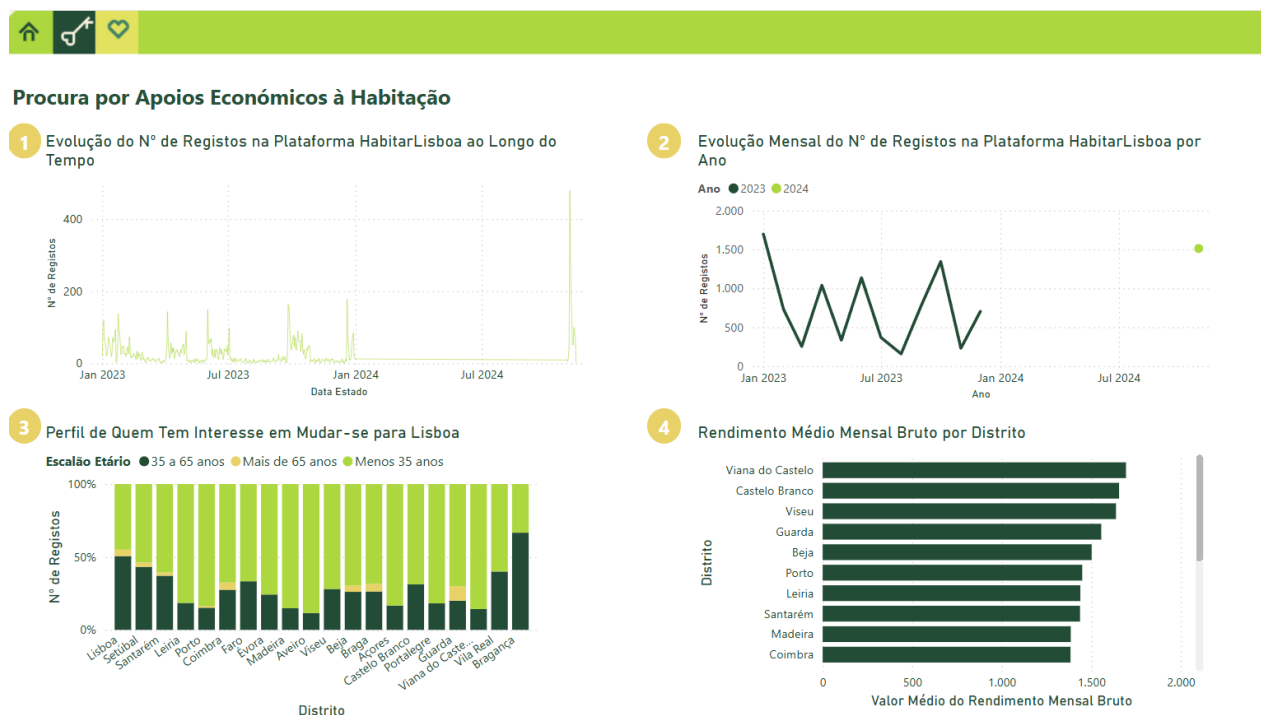 Procura por Apoios Económicos à Habitação
1
Evolução do Nº de Registos na Plataforma HabitarLisboa ao Longo do
Tempo
400
200
0
Nº de Registos
Jan 2023
Jul 2023
Jan 2024
Jul 2024
Data Estado
2
Evolução Mensal do Nº de Registos na Plataforma HabitarLisboa por
Ano
Ano 2023 2024
2.000
1.500
1.000
500
0
Nº de Registos
Jan 2023
Jul 2023
Jan 2024
Jul 2024
Ano
3
Perfil de Quem Tem Interesse em Mudar-se para Lisboa
Escalão Etário 35 a 65 anos Mais de 65 anos Menos 35 anos
100%
50%
0%
Nº de Registos
Lisboa
Setúbal
Santarém
Leiria
Porto
Coimbra
Faro
Évora
Madeira
Aveiro
Viseu
Beja
Braga
Açores
Castelo Branco
Portalegre
Guarda
Viana do Caste...
Vila Real
Bragança
Distrito
4
Rendimento Médio Mensal Bruto por Distrito
Viana do Castelo
Castelo Branco
Viseu
Guarda
Beja
Porto
Leiria
Santarém
Madeira
Coimbra
Distrito
0
500
1.000
1.500
2.000
Valor Médio do Rendimento Mensal Bruto